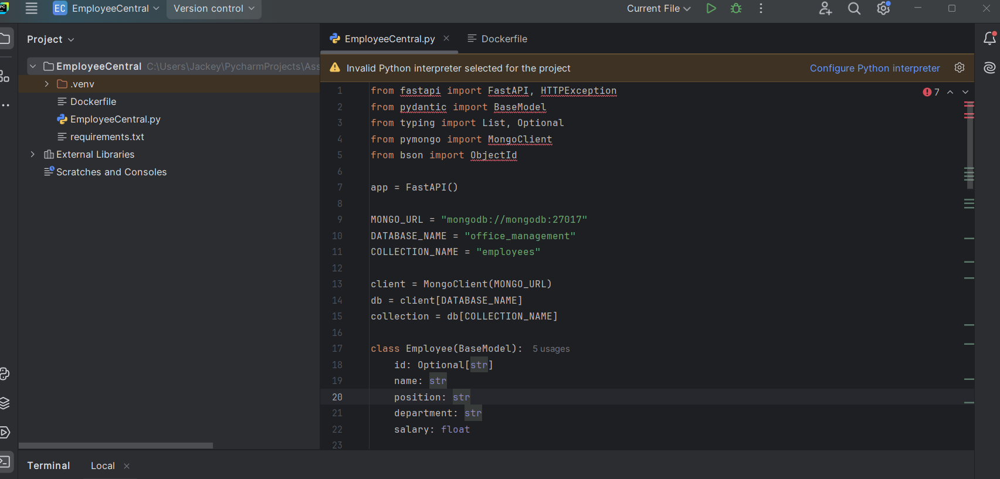 PC
EC EmployeeCentral Version control Current File
Project
EmployeeCentral C:\Users\Jackey\PycharmProjects\Ass
.venv
Dockerfile
EmployeeCentral.py
requirements.txt
External Libraries
Scratches and Consoles
EmployeeCentral.py Dockerfile
Invalid Python interpreter selected for the project Configure Python interpreter
7
1 from fastapi import FastAPI, HTTPException
2 from pydantic import BaseModel
3 from typing import List, Optional
4 from pymongo import MongoClient
5 from bson import ObjectId
6
7 app = FastAPI()
8
9 MONGO_URL = "mongodb://mongodb:27017"
10 DATABASE_NAME = "office_management"
11 COLLECTION_NAME = "employees"
12
13 client = MongoClient(MONGO_URL)
14 db = client[DATABASE_NAME]
15 collection = db[COLLECTION_NAME]
16
17 class Employee(BaseModel): 5 usages
18 id: Optional[str]
19 name: str
20 position: str
21 department: str
22 salary: float
23
Terminal Local